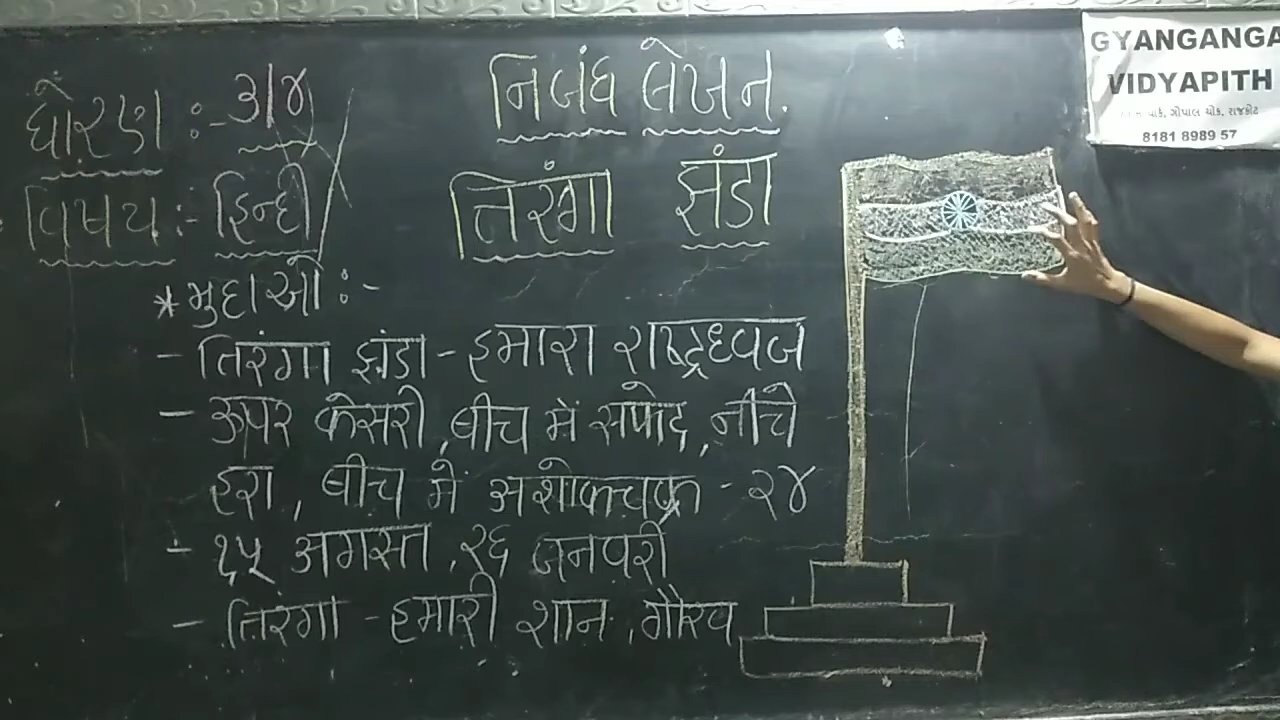 निबंध लेखन.
धोरण :- ३/४
विषय :- हिन्दी
तिरंगा झंडा
* मुद्दाओ :-
- तिरंगा झंडा - हमारा राष्ट्रध्वज
- ऊपर केसरी, बीच में सफेद, नीचे
हरा, बीच में अशोकचक्र - २४
- १५ अगस्त, २६ जनवरी
- तिरंगा - हमारी शान, गौरव
GYANGANGA
VIDYAPITH
પાર્ક, ગોપાલ ચોક, રાજકોટ
8181 8989 57